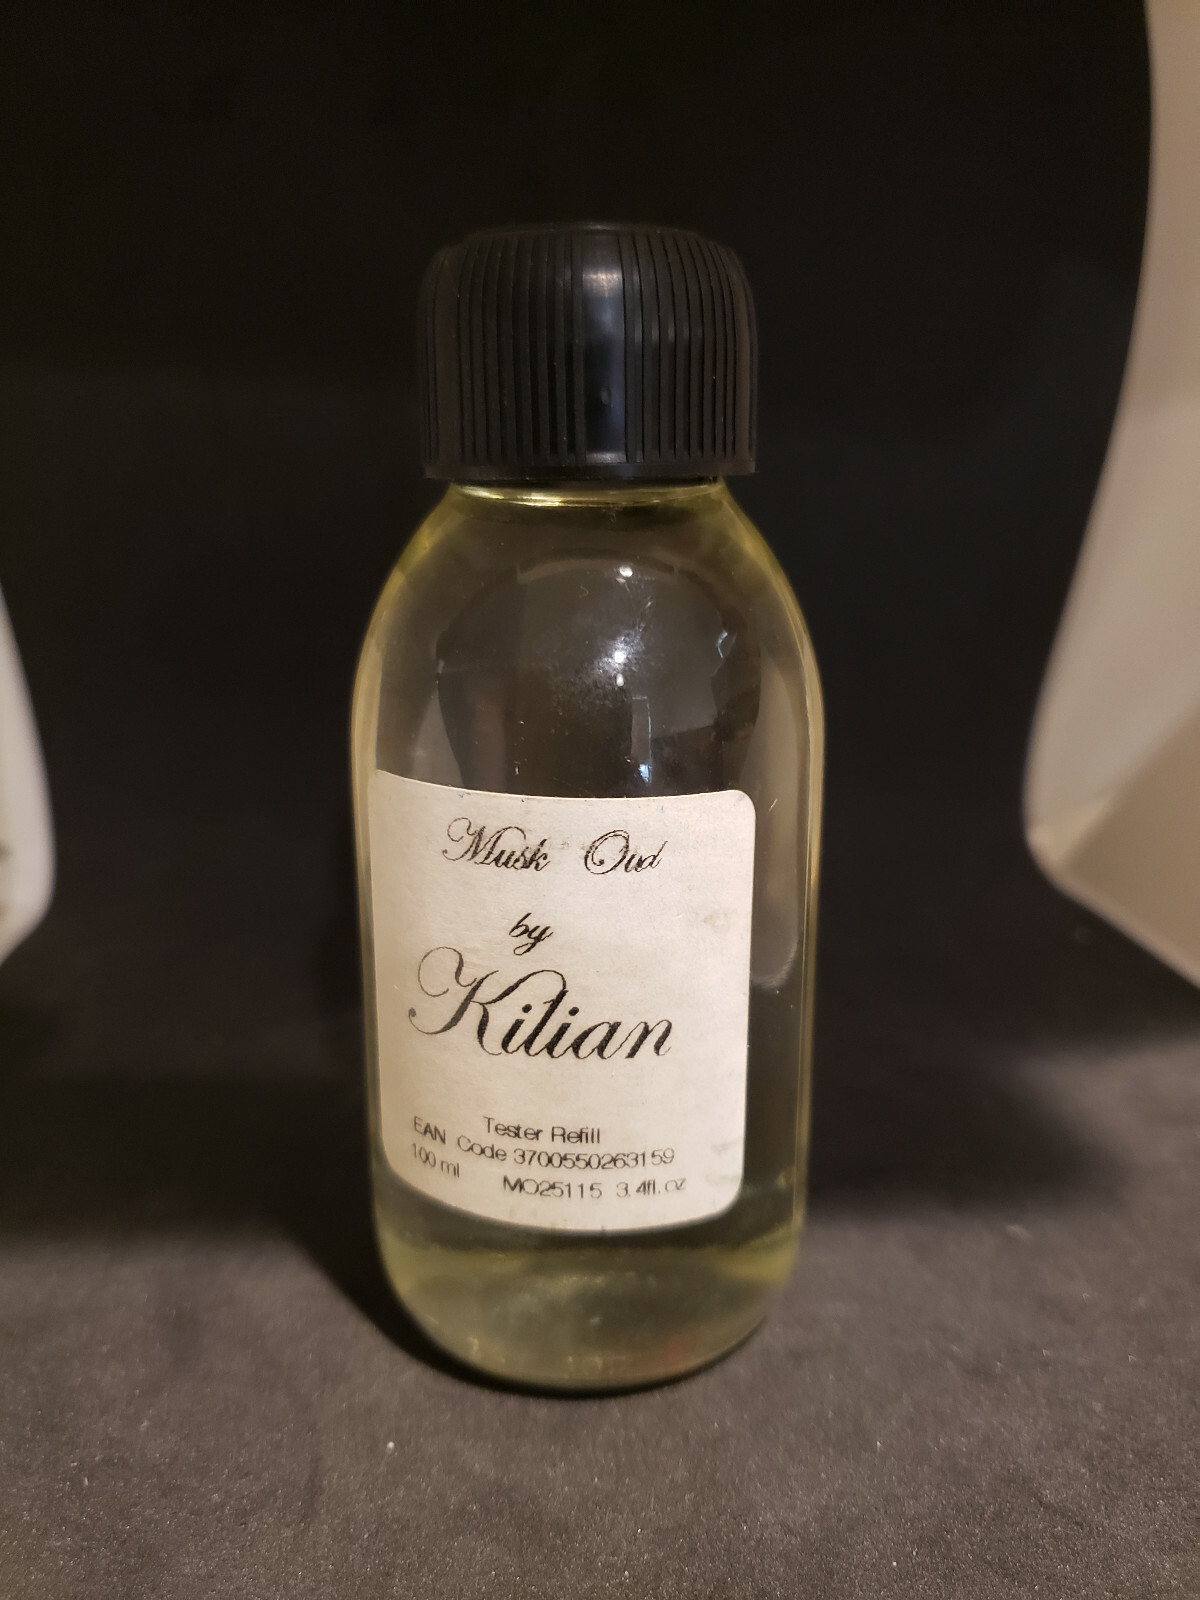 Musk Oud
by
Kilian
Tester Refill
EAN Code 3700550263159
100 ml MO25115 3.4fl.oz